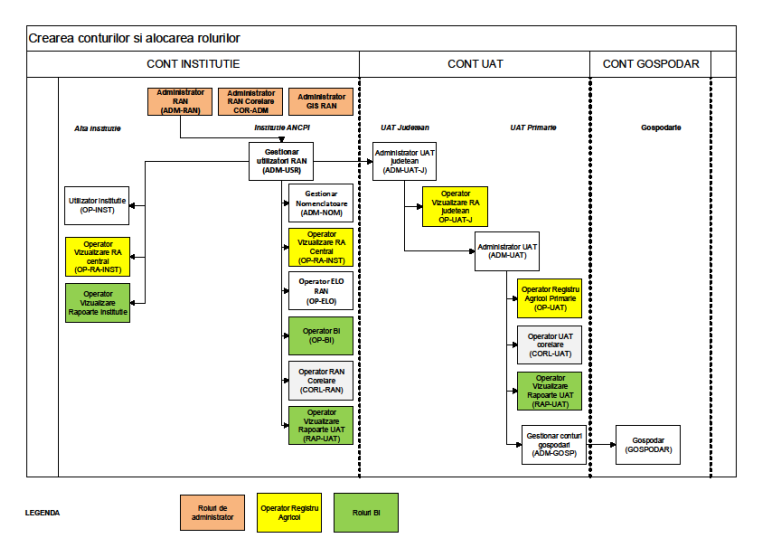 Crearea conturilor si alocarea rolurilor
CONT INSTITUTIE
CONT UAT
CONT GOSPODAR
Administrator
RAN
(ADM-RAN)
Administrator
RAN Corelare
COR-ADM
Administrator
GIS RAN
Alta institutie
Institutie ANCPI
UAT Judetean
UAT Primarie
Gospodarie
Gestionar
utilizatori RAN
(ADM-USR)
Administrator UAT
judetean
(ADM-UAT-J)
Utilizator institutie
(OP-INST)
Gestionar
Nomenclatoare
(ADM-NOM)
Operator
Vizualizare RA
judetean
OP-UAT-J
Operator
Vizualizare RA
central
(OP-RA-INST)
Operator
Vizualizare RA
Central
(OP-RA-INST)
Administrator UAT
(ADM-UAT)
Operator
Vizualizare
Rapoarte Institutie
Operator ELO
RAN
(OP-ELO)
Operator Registru
Agricol Primarie
(OP-UAT)
Operator BI
(OP-BI)
Operator UAT
corelare
(CORL-UAT)
Operator RAN
Corelare
(CORL-RAN)
Operator
Vizualizare
Rapoarte UAT
(RAP-UAT)
Operator
Vizualizare
Rapoarte UAT
(RAP-UAT)
Gestionar conturi
gospodari
(ADM-GOSP)
Gospodar
(GOSPODAR)
LEGENDA
Roluri de
administrator
Operator Registru
Agricol
Roluri BI